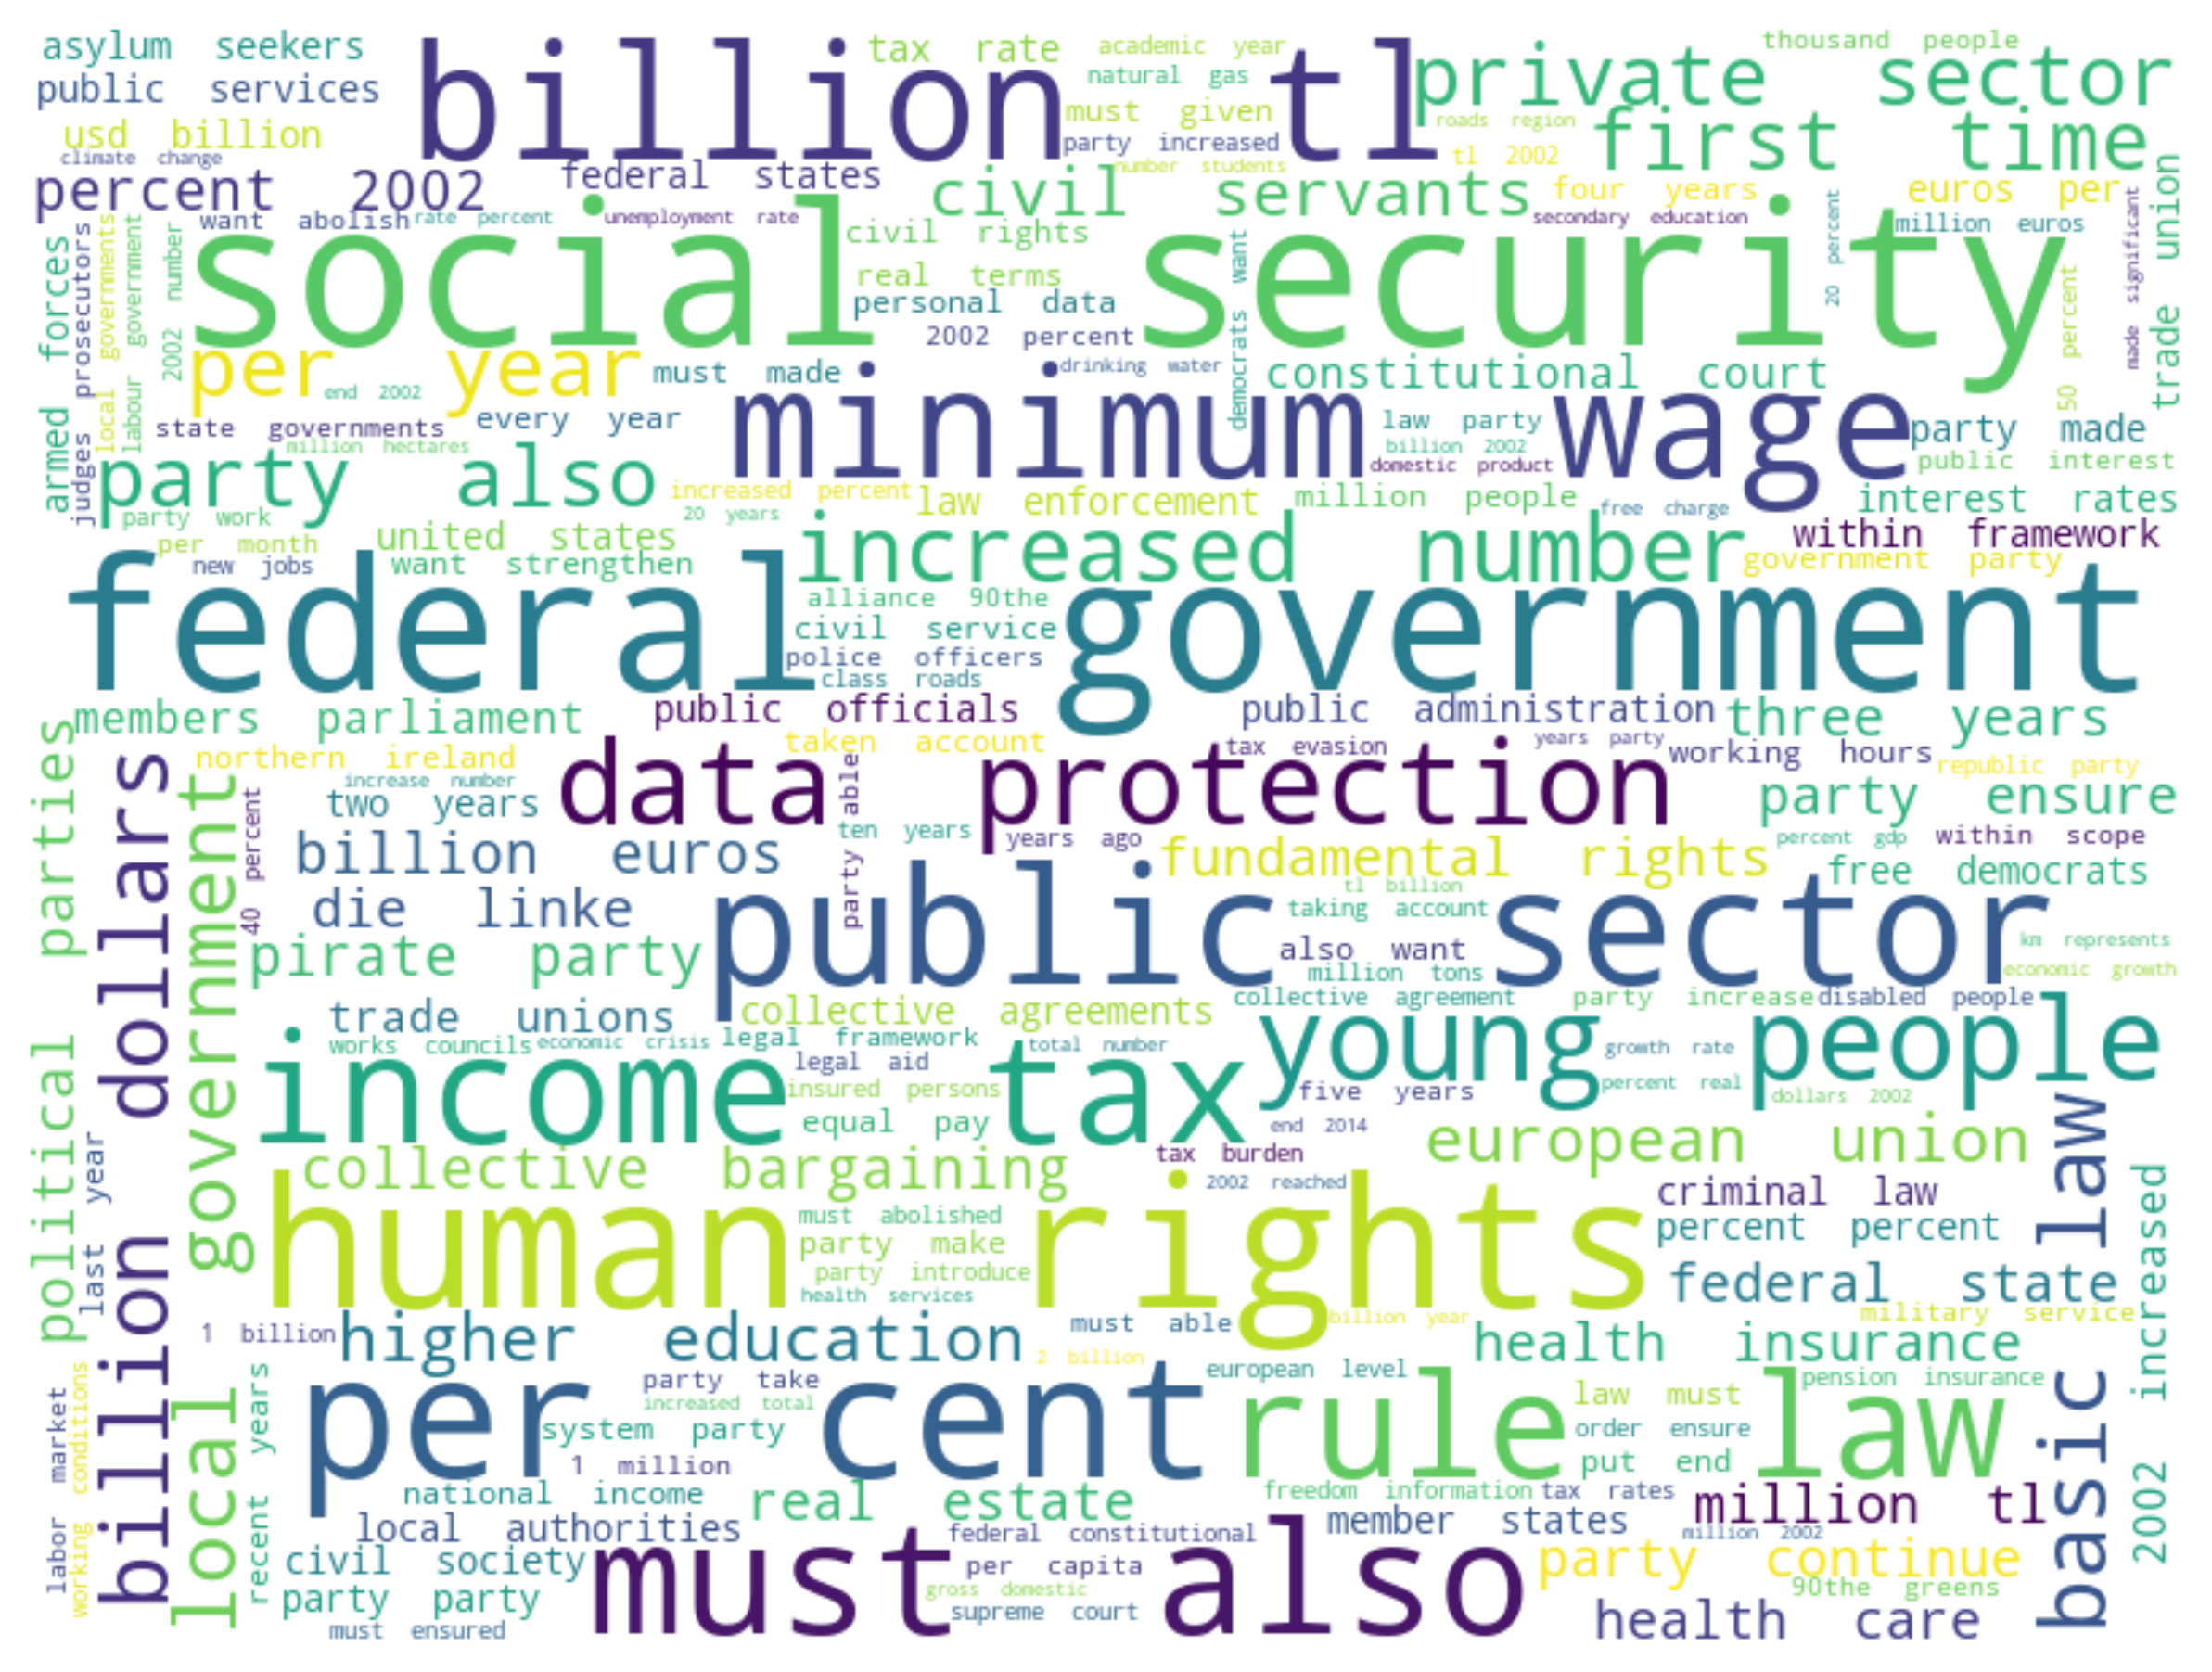 asylum seekers
public services
usd billion
climate change
percent 2002
billion tl
tax rate
academic year
natural gas
must given
party increased
number students
private sector
thousand people
roads region
first time
tl 2002
federal states
civil servants
four years
euros per
want abolish
rate percent
unemployment rate
secondary education
million euros
social security
civil rights
real terms
personal data
2002 percent
democrats want
20 percent
50 percent
made significant
trade union
armed forces
judges prosecutors
local governments
labour government
2002 number
per year
end 2002
must made
drinking water
constitutional court
state governments
every year
million hectares
minimum wage
law party
billion 2002
domestic product
party made
public interest
party also
increased percent
20 years
law enforcement
million people
free charge
interest rates
party work
per month
united states
increased number
within framework
government party
new jobs
want strengthen
federal government
alliance 90the
civil service
police officers
class roads
members parliament
public officials
public administration
three years
northern ireland
taken account
tax evasion
years party
working hours
republic party
increase number
two years
data protection
party able
party ensure
ten years
years ago
percent gdp
within scope
political parties
billion dollars
local government
40 percent
billion euros
fundamental rights
free democrats
die linke
public sector
tl billion
taking account
pirate party
also want
million tons
km represents
economic growth
trade unions
collective agreements
collective agreement
party increase
disabled people
works councils
economic crisis
legal framework
total number
young people
growth rate
legal aid
income tax
insured persons
five years
percent real
dollars 2002
equal pay
end 2014
european union
last year
collective bargaining
tax burden
2002 reached
criminal law
human rights
must abolished
percent percent
party make
party introduce
federal state
health services
basic law
2002 increased
1 billion
higher education
must able
billion year
military service
health insurance
2 billion
european level
labor market
working conditions
recent years
per cent
party take
increased total
rule law
law must
pension insurance
system party
order ensure
1 million
put end
national income
real estate
freedom information
tax rates
million tl
local authorities
federal constitutional
member states
million 2002
civil society
must also
per capita
party continue
party party
gross domestic
90the greens
supreme court
health care
must ensured